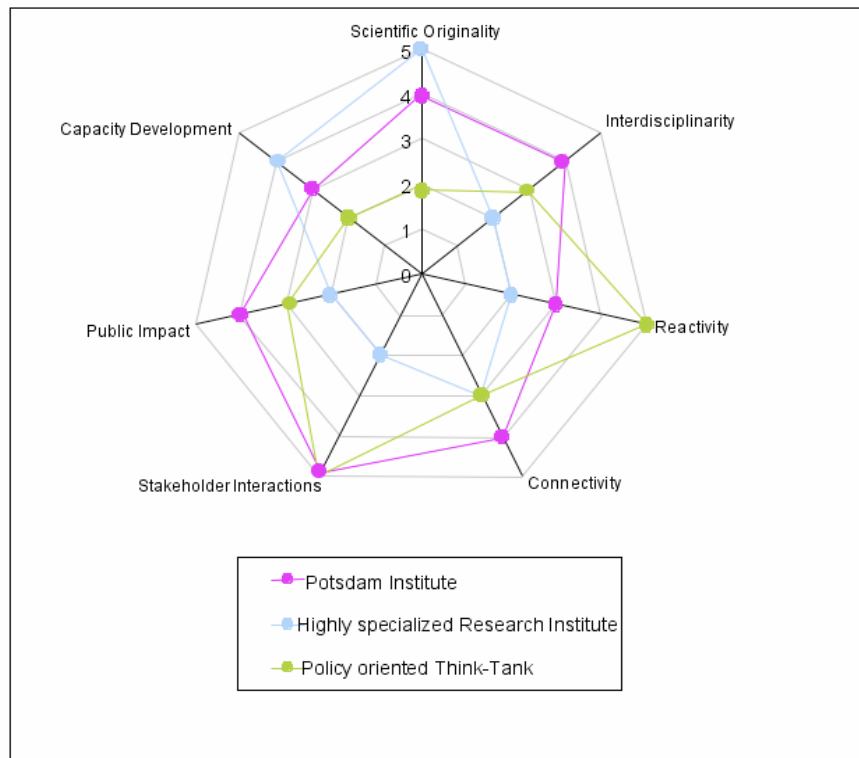 Scientific Originality
5
Capacity Development
Interdisciplinarity
4
3
2
1
0
Public Impact
Reactivity
Stakeholder Interactions
Connectivity
Potsdam Institute
Highly specialized Research Institute
Policy oriented Think-Tank